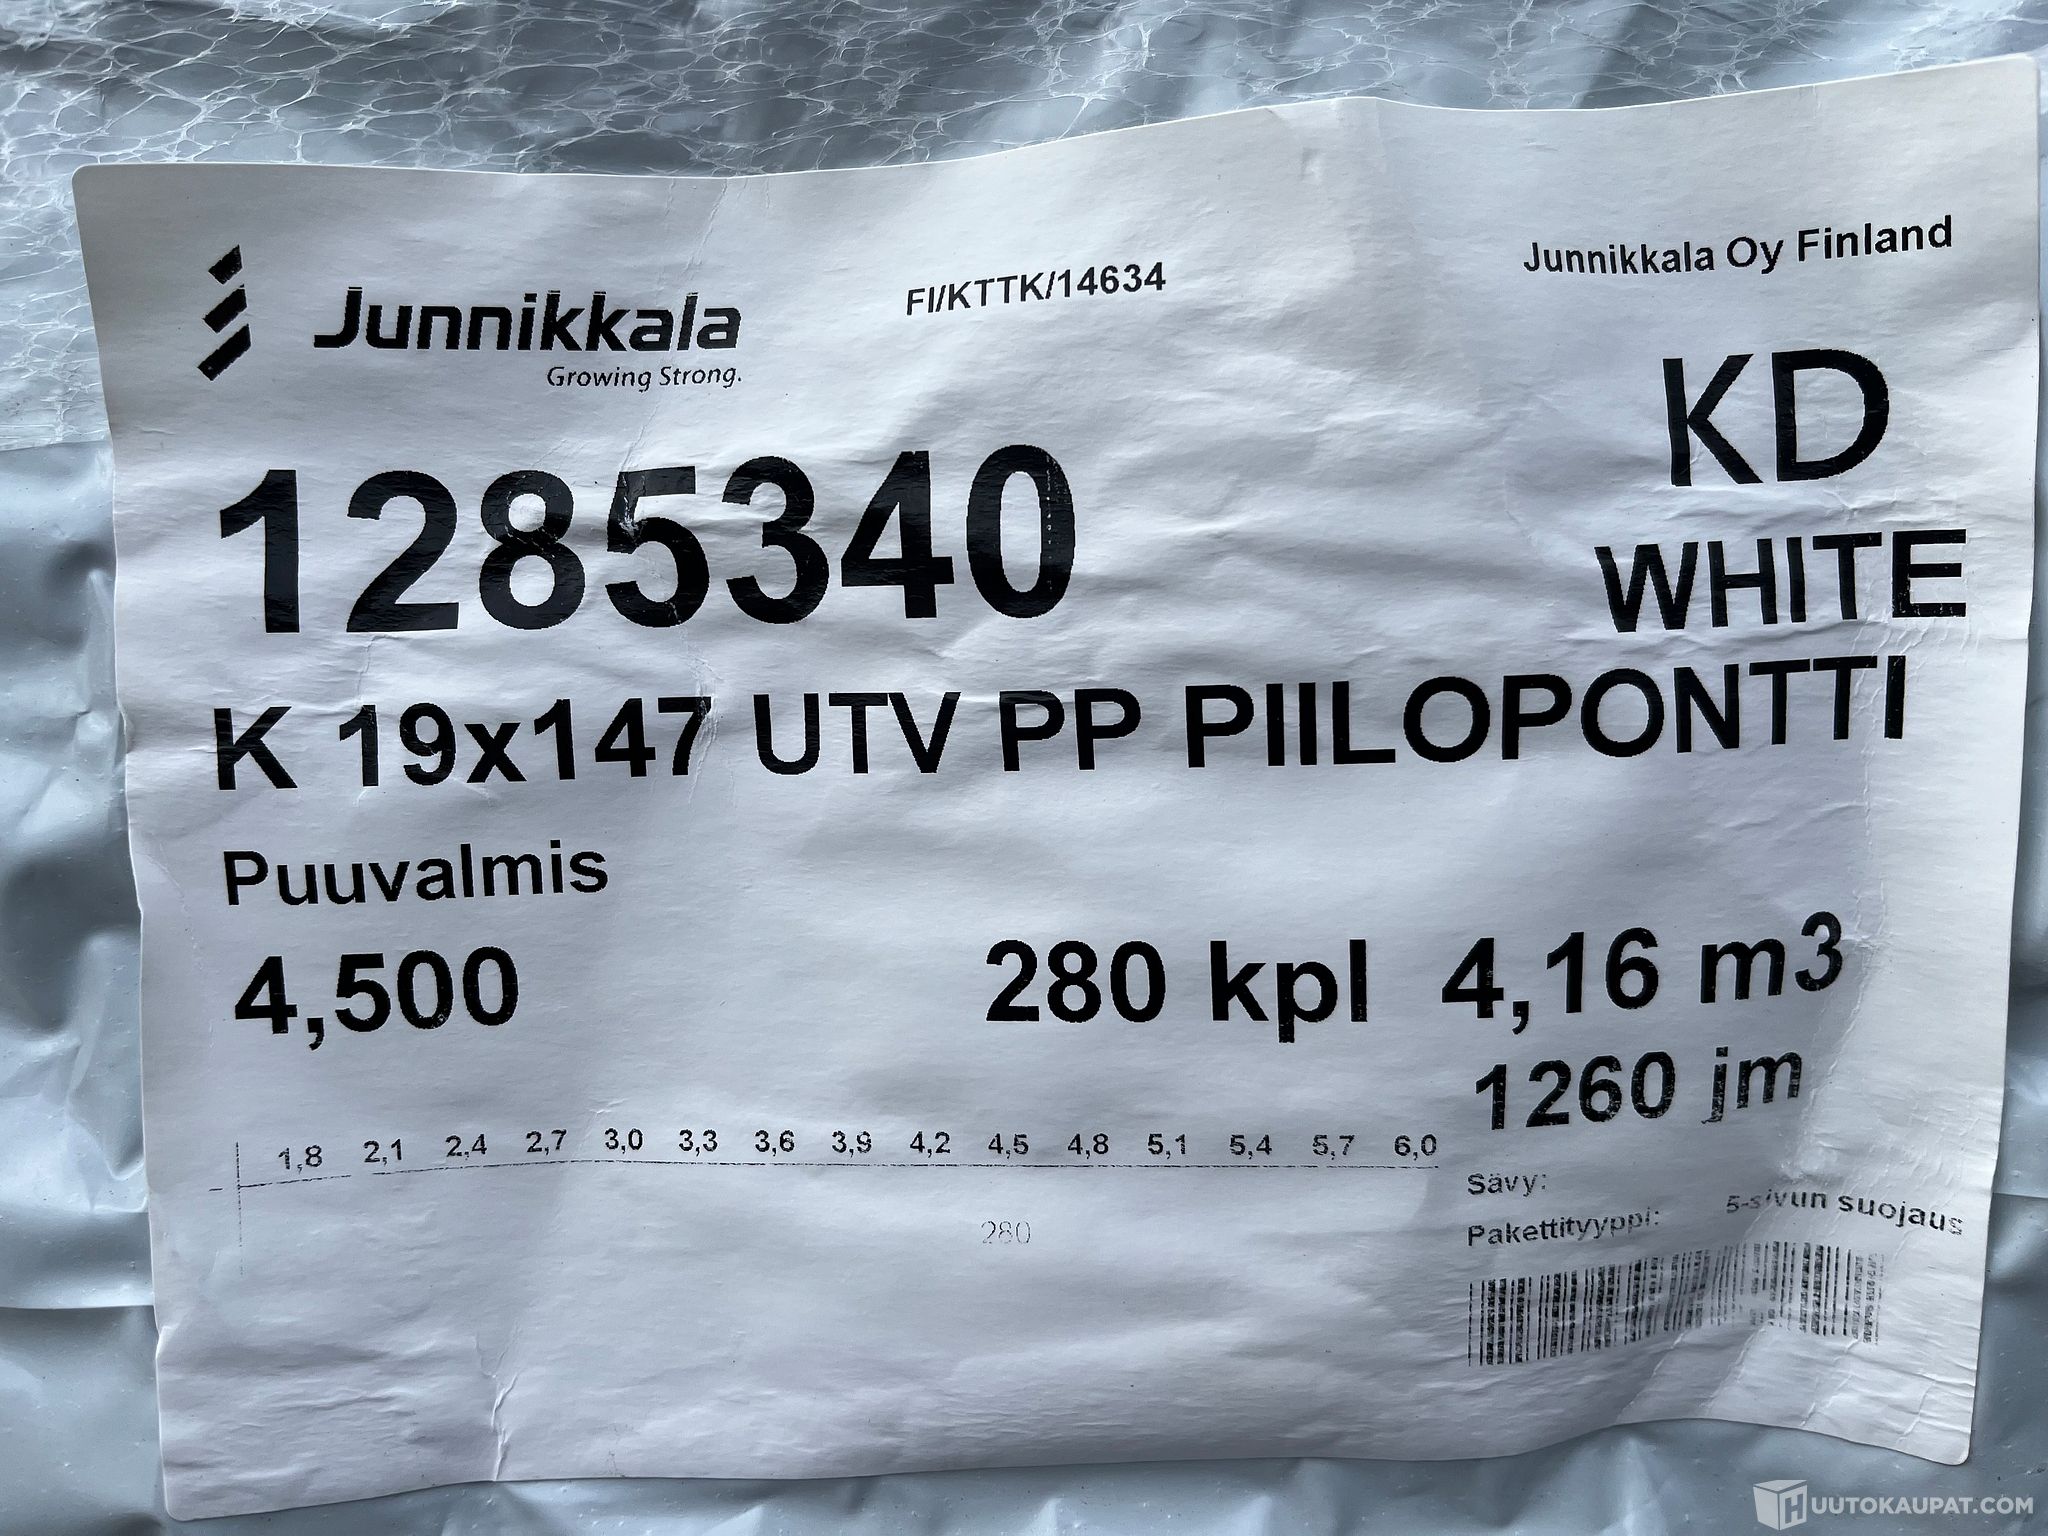 Junnikkala
Growing Strong.
FI/KTTK/14634
Junnikkala Oy Finland
KD
1285340
WHITE
K 19x147 UTV PP PIILOPONTTI
Puuvalmis
4,500 280 kpl 4,16 m3
1260 jm
1,8 2,1 2,4 2,7 3,0 3,3 3,6 3,9 4,2 4,5 4,8 5,1 5,4 5,7 6,0
280
Sävy:
Pakettityyppi: 5-sivun suojaus
HUUTOKAUPAT.COM